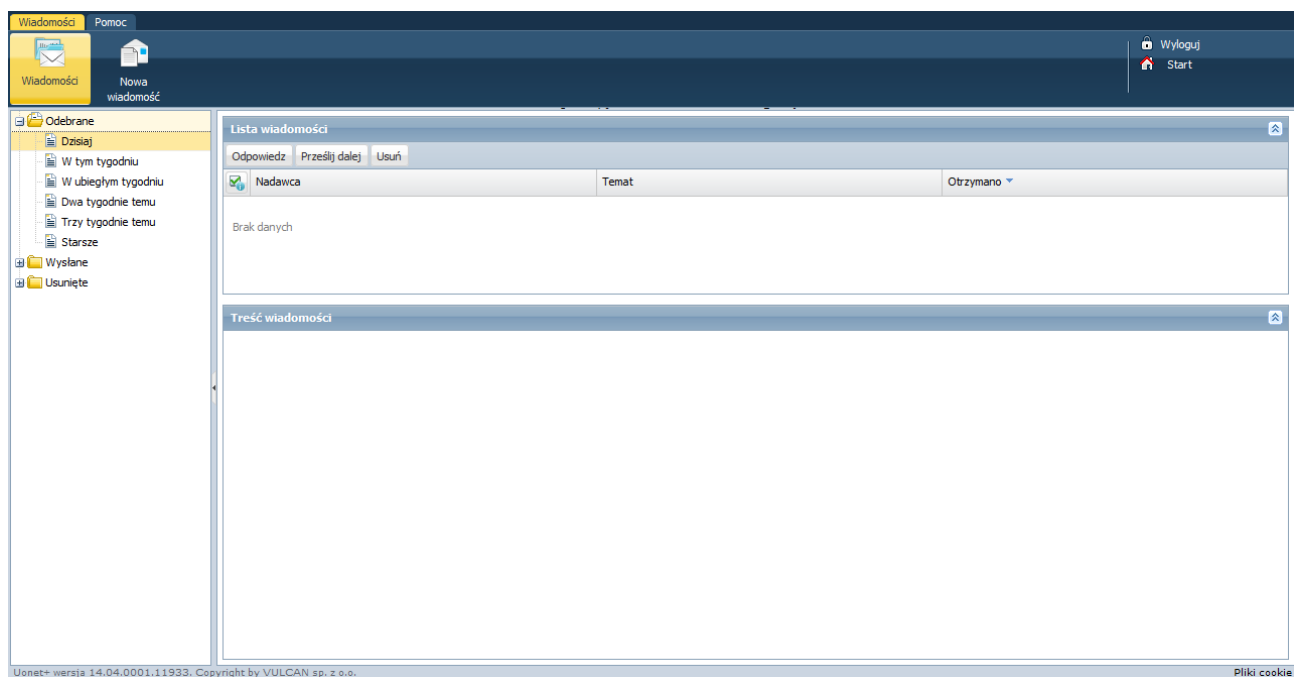 Wiadomości Pomoc
Wyloguj
Start
Wiadomości
Nowa
wiadomość
Odebrane
Dzisiaj
W tym tygodniu
W ubiegłym tygodniu
Dwa tygodnie temu
Trzy tygodnie temu
Starsze
Wysłane
Usunięte
Lista wiadomości
Odpowiedz Prześlij dalej Usuń
Nadawca Temat Otrzymano
Brak danych
Treść wiadomości
Uonet+ wersja 14.04.0001.11933. Copyright by VULCAN sp. z o.o. Pliki cookie